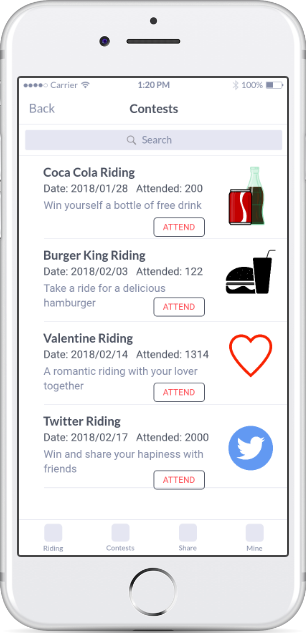 Carrier 1:20 PM 100%
Back Contests
Search
Coca Cola Riding
Date: 2018/01/28 Attended: 200
Win yourself a bottle of free drink
ATTEND
Burger King Riding
Date: 2018/02/03 Attended: 122
Take a ride for a delicious
hamburger
ATTEND
Valentine Riding
Date: 2018/02/14 Attended: 1314
A romantic riding with your lover
together
ATTEND
Twitter Riding
Date: 2018/02/17 Attended: 2000
Win and share your hapiness with
friends
ATTEND
Riding Contests Share Mine